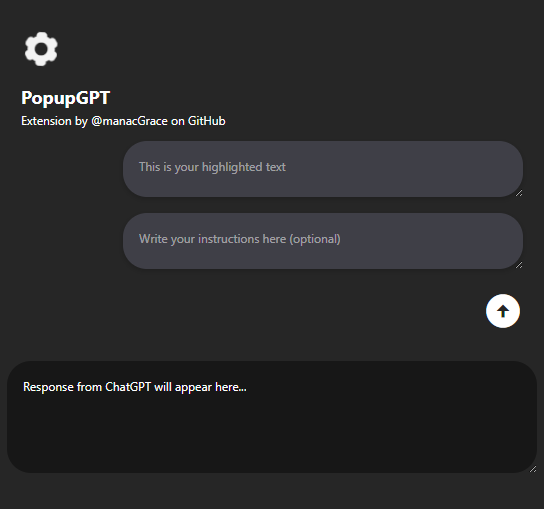 PopupGPT
Extension by @manacGrace on GitHub
This is your highlighted text
Write your instructions here (optional)
Response from ChatGPT will appear here...